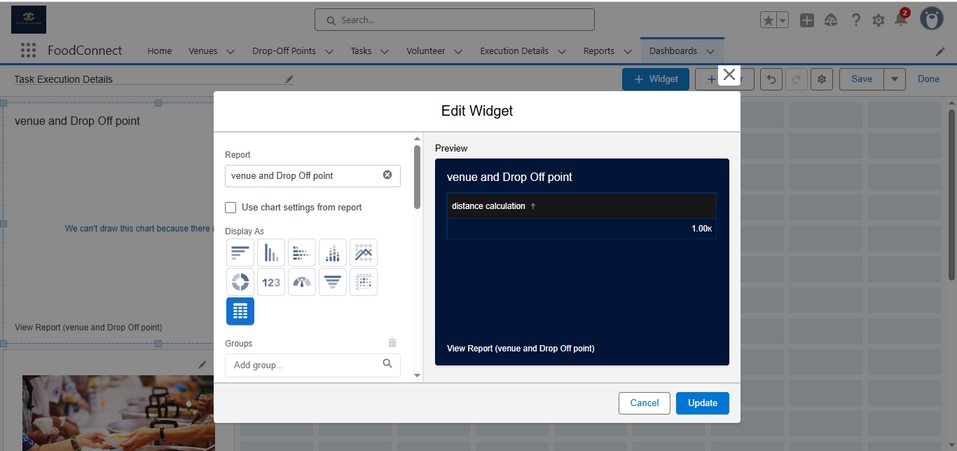 Search...
2
FoodConnect
Home
Venues
Drop-Off Points
Tasks
Volunteer
Execution Details
Reports
Dashboards
Task Execution Details
+ Widget
+
Save
Done
venue and Drop Off point
We can't draw this chart because there
View Report (venue and Drop Off point)
Edit Widget
Report
venue and Drop Off point
Use chart settings from report
Display As
123
Groups
Add group...
Preview
venue and Drop Off point
distance calculation ↑
1.00K
View Report (venue and Drop Off point)
Cancel
Update